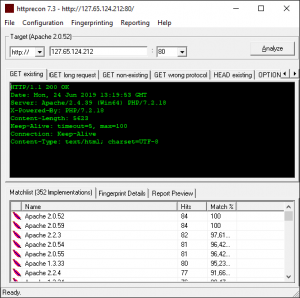 httprecon 7.3 - http://127.65.124.212:80/
File Configuration Fingerprinting Reporting Help
Target (Apache 2.0.52)
http:// 127.65.124.212 : 80 Analyze
GET existing GET long request GET non-existing GET wrong protocol HEAD existing OPTION
HTTP/1.1 200 OK
Date: Mon, 24 Jun 2019 13:19:53 GMT
Server: Apache/2.4.39 (Win64) PHP/7.2.18
X-Powered-By: PHP/7.2.18
Content-Length: 5623
Keep-Alive: timeout=5, max=100
Connection: Keep-Alive
Content-Type: text/html; charset=UTF-8
Matchlist (352 Implementations) Fingerprint Details Report Preview
Name Hits Match %
Apache 2.0.52 84 100
Apache 2.0.59 84 100
Apache 2.2.3 82 97,61...
Apache 2.0.54 81 96,42...
Apache 2.0.55 81 96,42...
Apache 1.3.33 80 95,23...
Apache 2.2.4 77 91,66...
Ready.